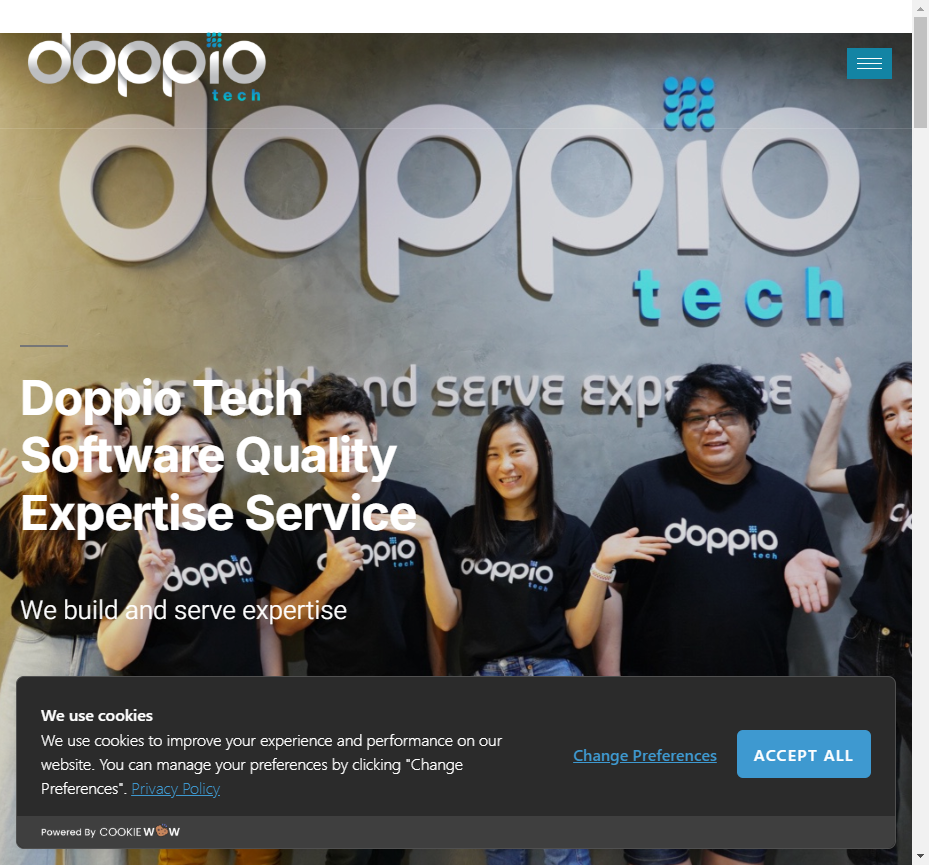 doppio
tech
doppio
tech
we build and serve expertise
Doppio Tech
Software Quality
Expertise Service
doppio
tech
doppio
tech
doppio
tech
doppio
tech
We build and serve expertise
We use cookies
We use cookies to improve your experience and performance on our
website. You can manage your preferences by clicking "Change
Preferences". Privacy Policy
Change Preferences
ACCEPT ALL
Powered By COOKIE WOW